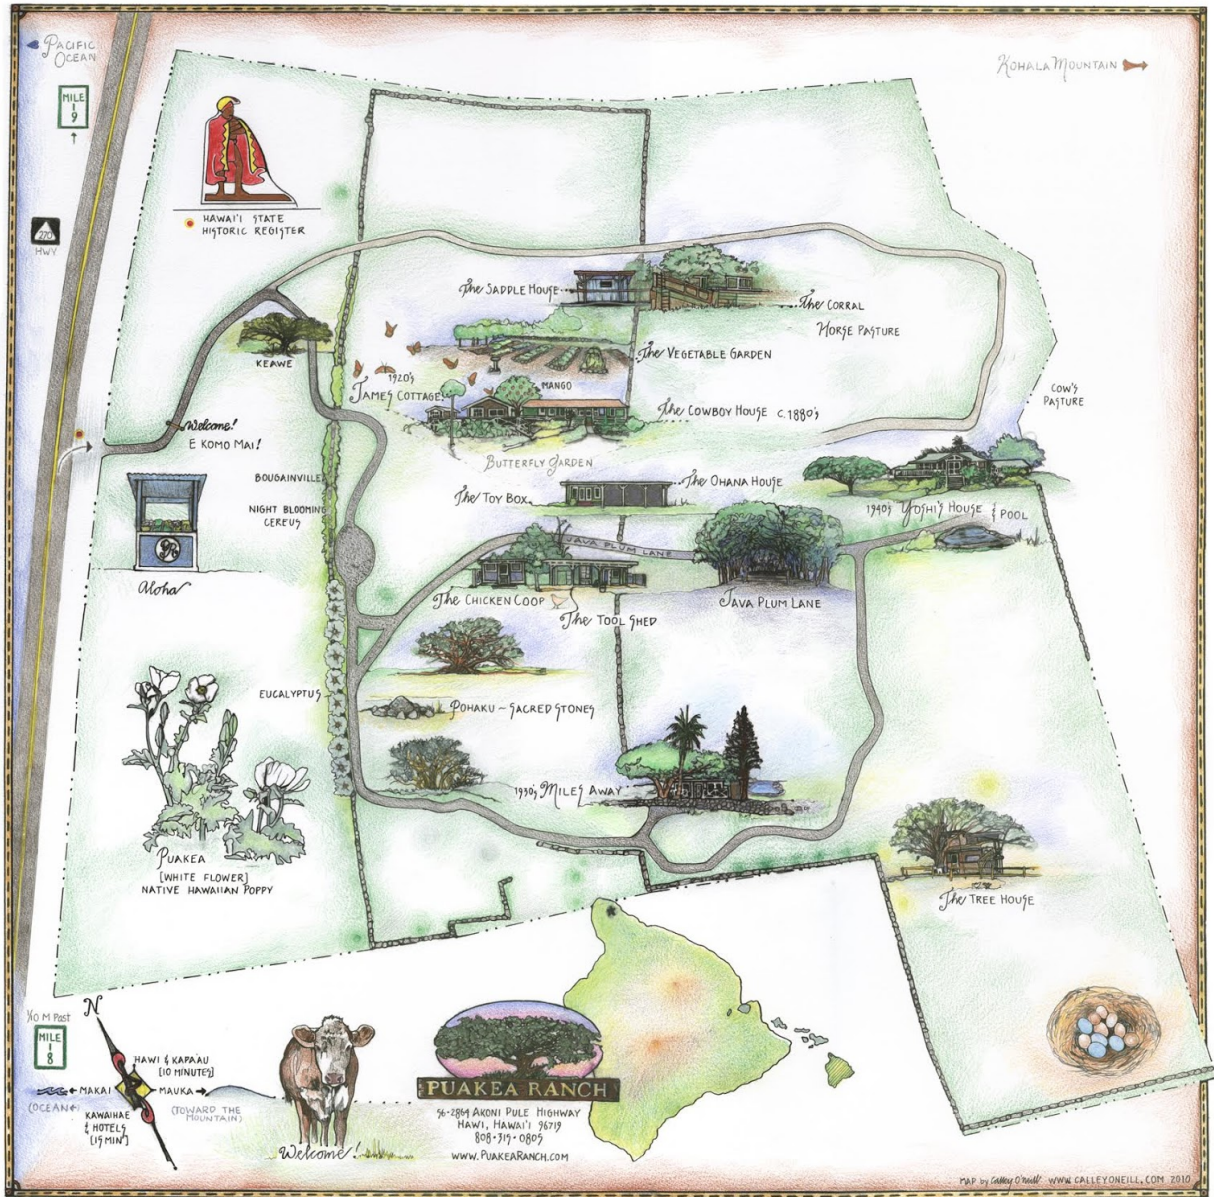 PACIFIC
OCEAN
KOHALA MOUNTAIN
MILE
1
9
270
HWY
HAWAI'I STATE
HISTORIC REGISTER
The SADDLE HOUSE
The CORRAL
HORSE PASTURE
KEAWE
The VEGETABLE GARDEN
1920's
JAMES COTTAGE
MANGO
The COWBOY HOUSE C.1880's
COW'S
PASTURE
Welcome!
E KOMO MAI!
BUTTERFLY GARDEN
BOUGAINVILLE
The TOY BOX
The OHANA HOUSE
NIGHT BLOOMING
CEREUS
1940's YOSHI'S HOUSE & POOL
PR
Aloha
JAVA PLUM LANE
The CHICKEN COOP
The TOOL SHED
JAVA PLUM LANE
EUCALYPTUS
POHAKU ~ SACRED STONES
1930's MILES AWAY
PUAKEA
[WHITE FLOWER]
NATIVE HAWAIIAN POPPY
The TREE HOUSE
N
1/10 M Past
MILE
1
8
HAWI & KAPA'AU
[10 MINUTES]
MAKAI
MAUKA
(OCEAN)
(TOWARD THE
MOUNTAIN)
KAWAIHAE
& HOTELS
[15 MIN]
Welcome!
PUAKEA RANCH
56-2864 AKONI PULE HIGHWAY
HAWI, HAWAI'I 96719
808·315·0805
WWW.PUAKEARANCH.COM
MAP by Calley O'Neill WWW.CALLEYONEILL.COM 2010